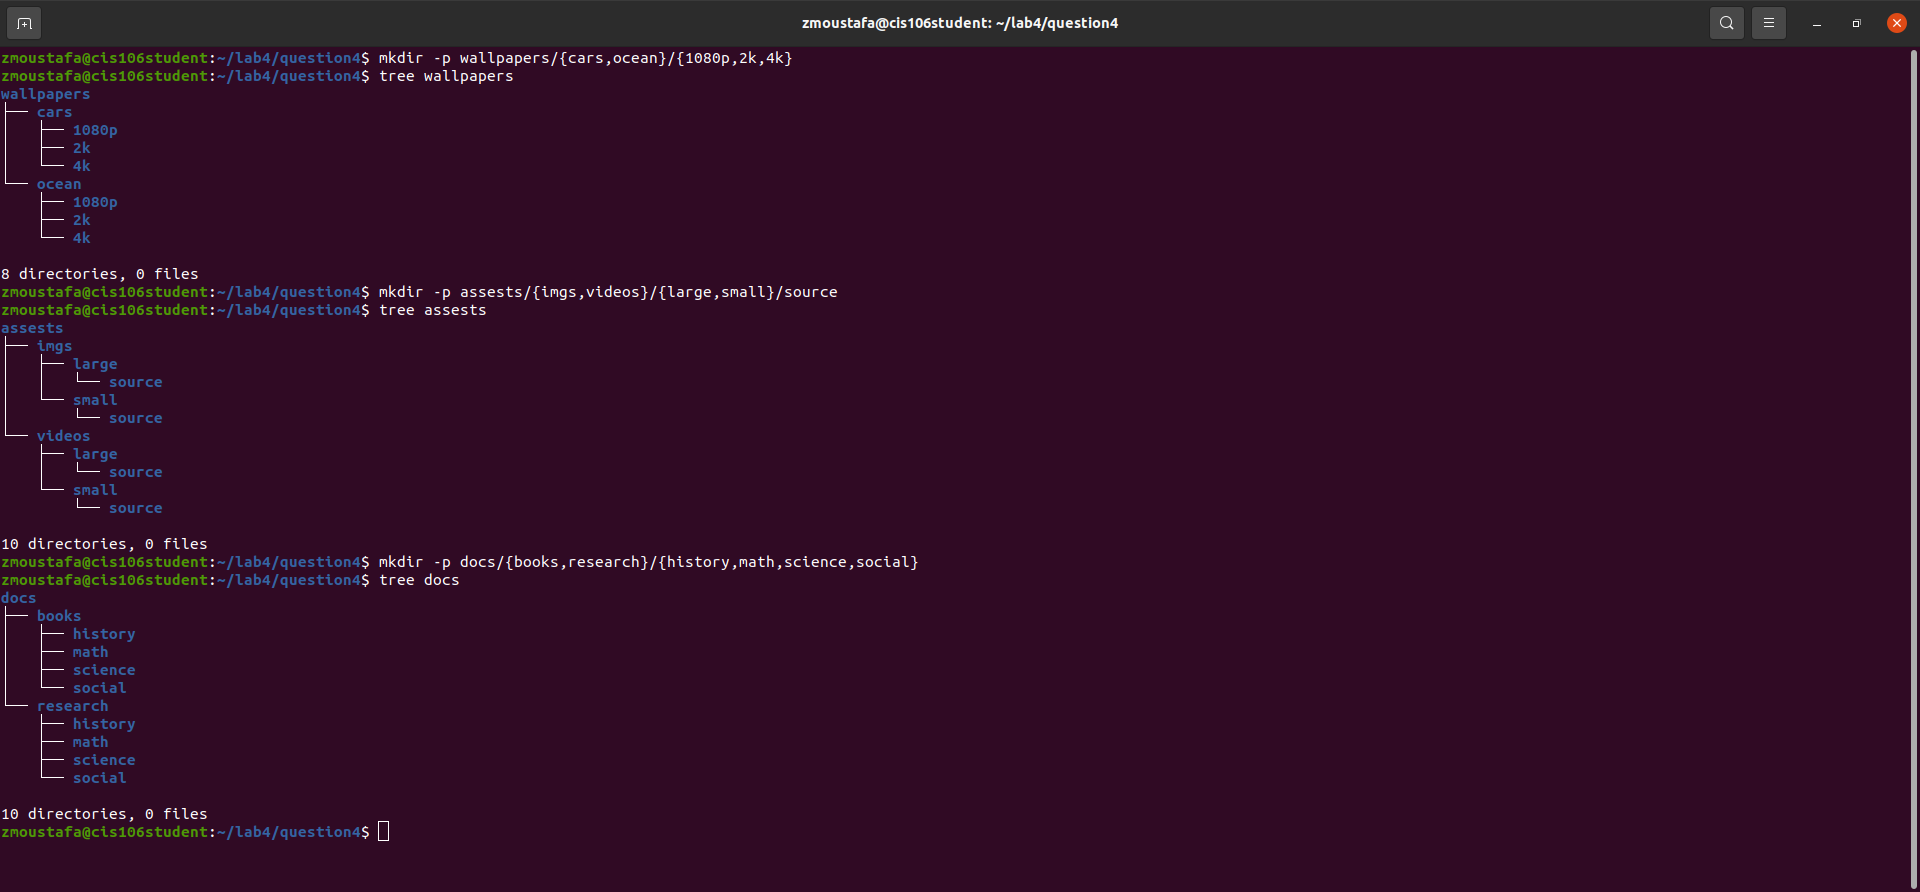 zmoustafa@cis106student: ~/lab4/question4
zmoustafa@cis106student:~/lab4/question4$ mkdir -p wallpapers/{cars,ocean}/{1080p,2k,4k}
zmoustafa@cis106student:~/lab4/question4$ tree wallpapers
wallpapers
├── cars
│   ├── 1080p
│   ├── 2k
│   └── 4k
└── ocean
    ├── 1080p
    ├── 2k
    └── 4k
8 directories, 0 files
zmoustafa@cis106student:~/lab4/question4$ mkdir -p assests/{imgs,videos}/{large,small}/source
zmoustafa@cis106student:~/lab4/question4$ tree assests
assests
├── imgs
│   ├── large
│   │   └── source
│   └── small
│       └── source
└── videos
    ├── large
    │   └── source
    └── small
        └── source
10 directories, 0 files
zmoustafa@cis106student:~/lab4/question4$ mkdir -p docs/{books,research}/{history,math,science,social}
zmoustafa@cis106student:~/lab4/question4$ tree docs
docs
├── books
│   ├── history
│   ├── math
│   ├── science
│   └── social
└── research
    ├── history
    ├── math
    ├── science
    └── social
10 directories, 0 files
zmoustafa@cis106student:~/lab4/question4$